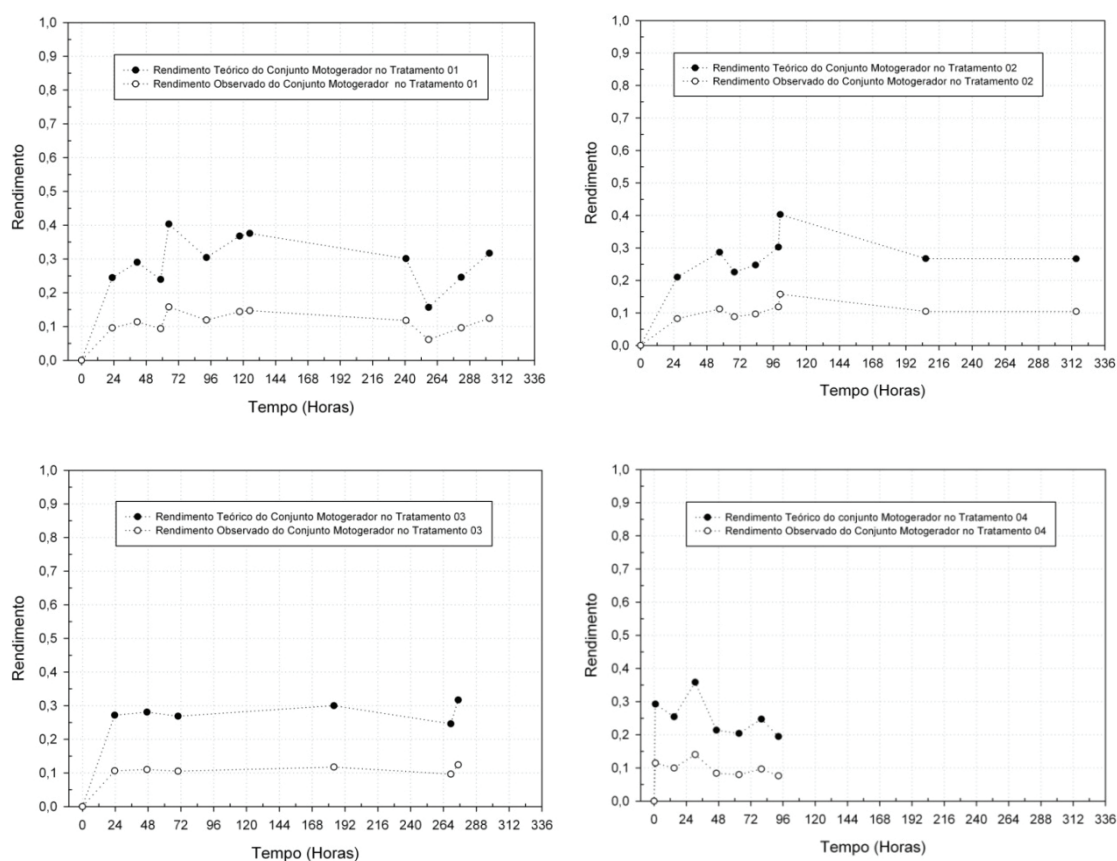 1,0
0,9
0,8
0,7
0,6
0,5
0,4
0,3
0,2
0,1
0,0
Rendimento
Rendimento Teórico do Conjunto Motogerador no Tratamento 01
Rendimento Observado do Conjunto Motogerador no Tratamento 01
0 24 48 72 96 120 144 168 192 216 240 264 288 312 336
Tempo (Horas)
1,0
0,9
0,8
0,7
0,6
0,5
0,4
0,3
0,2
0,1
0,0
Rendimento
Rendimento Teórico do Conjunto Motogerador no Tratamento 02
Rendimento Observado do Conjunto Motogerador no Tratamento 02
0 24 48 72 96 120 144 168 192 216 240 264 288 312 336
Tempo (Horas)
1,0
0,9
0,8
0,7
0,6
0,5
0,4
0,3
0,2
0,1
0,0
Rendimento
Rendimento Teórico do Conjunto Motogerador no Tratamento 03
Rendimento Observado do Conjunto Motogerador no Tratamento 03
0 24 48 72 96 120 144 168 192 216 240 264 288 312 336
Tempo (Horas)
1,0
0,9
0,8
0,7
0,6
0,5
0,4
0,3
0,2
0,1
0,0
Rendimento
Rendimento Teórico do conjunto Motogerador no Tratamento 04
Rendimento Observado do Conjunto Motogerador no Tratamento 04
0 24 48 72 96 120 144 168 192 216 240 264 288 312 336
Tempo (Horas)